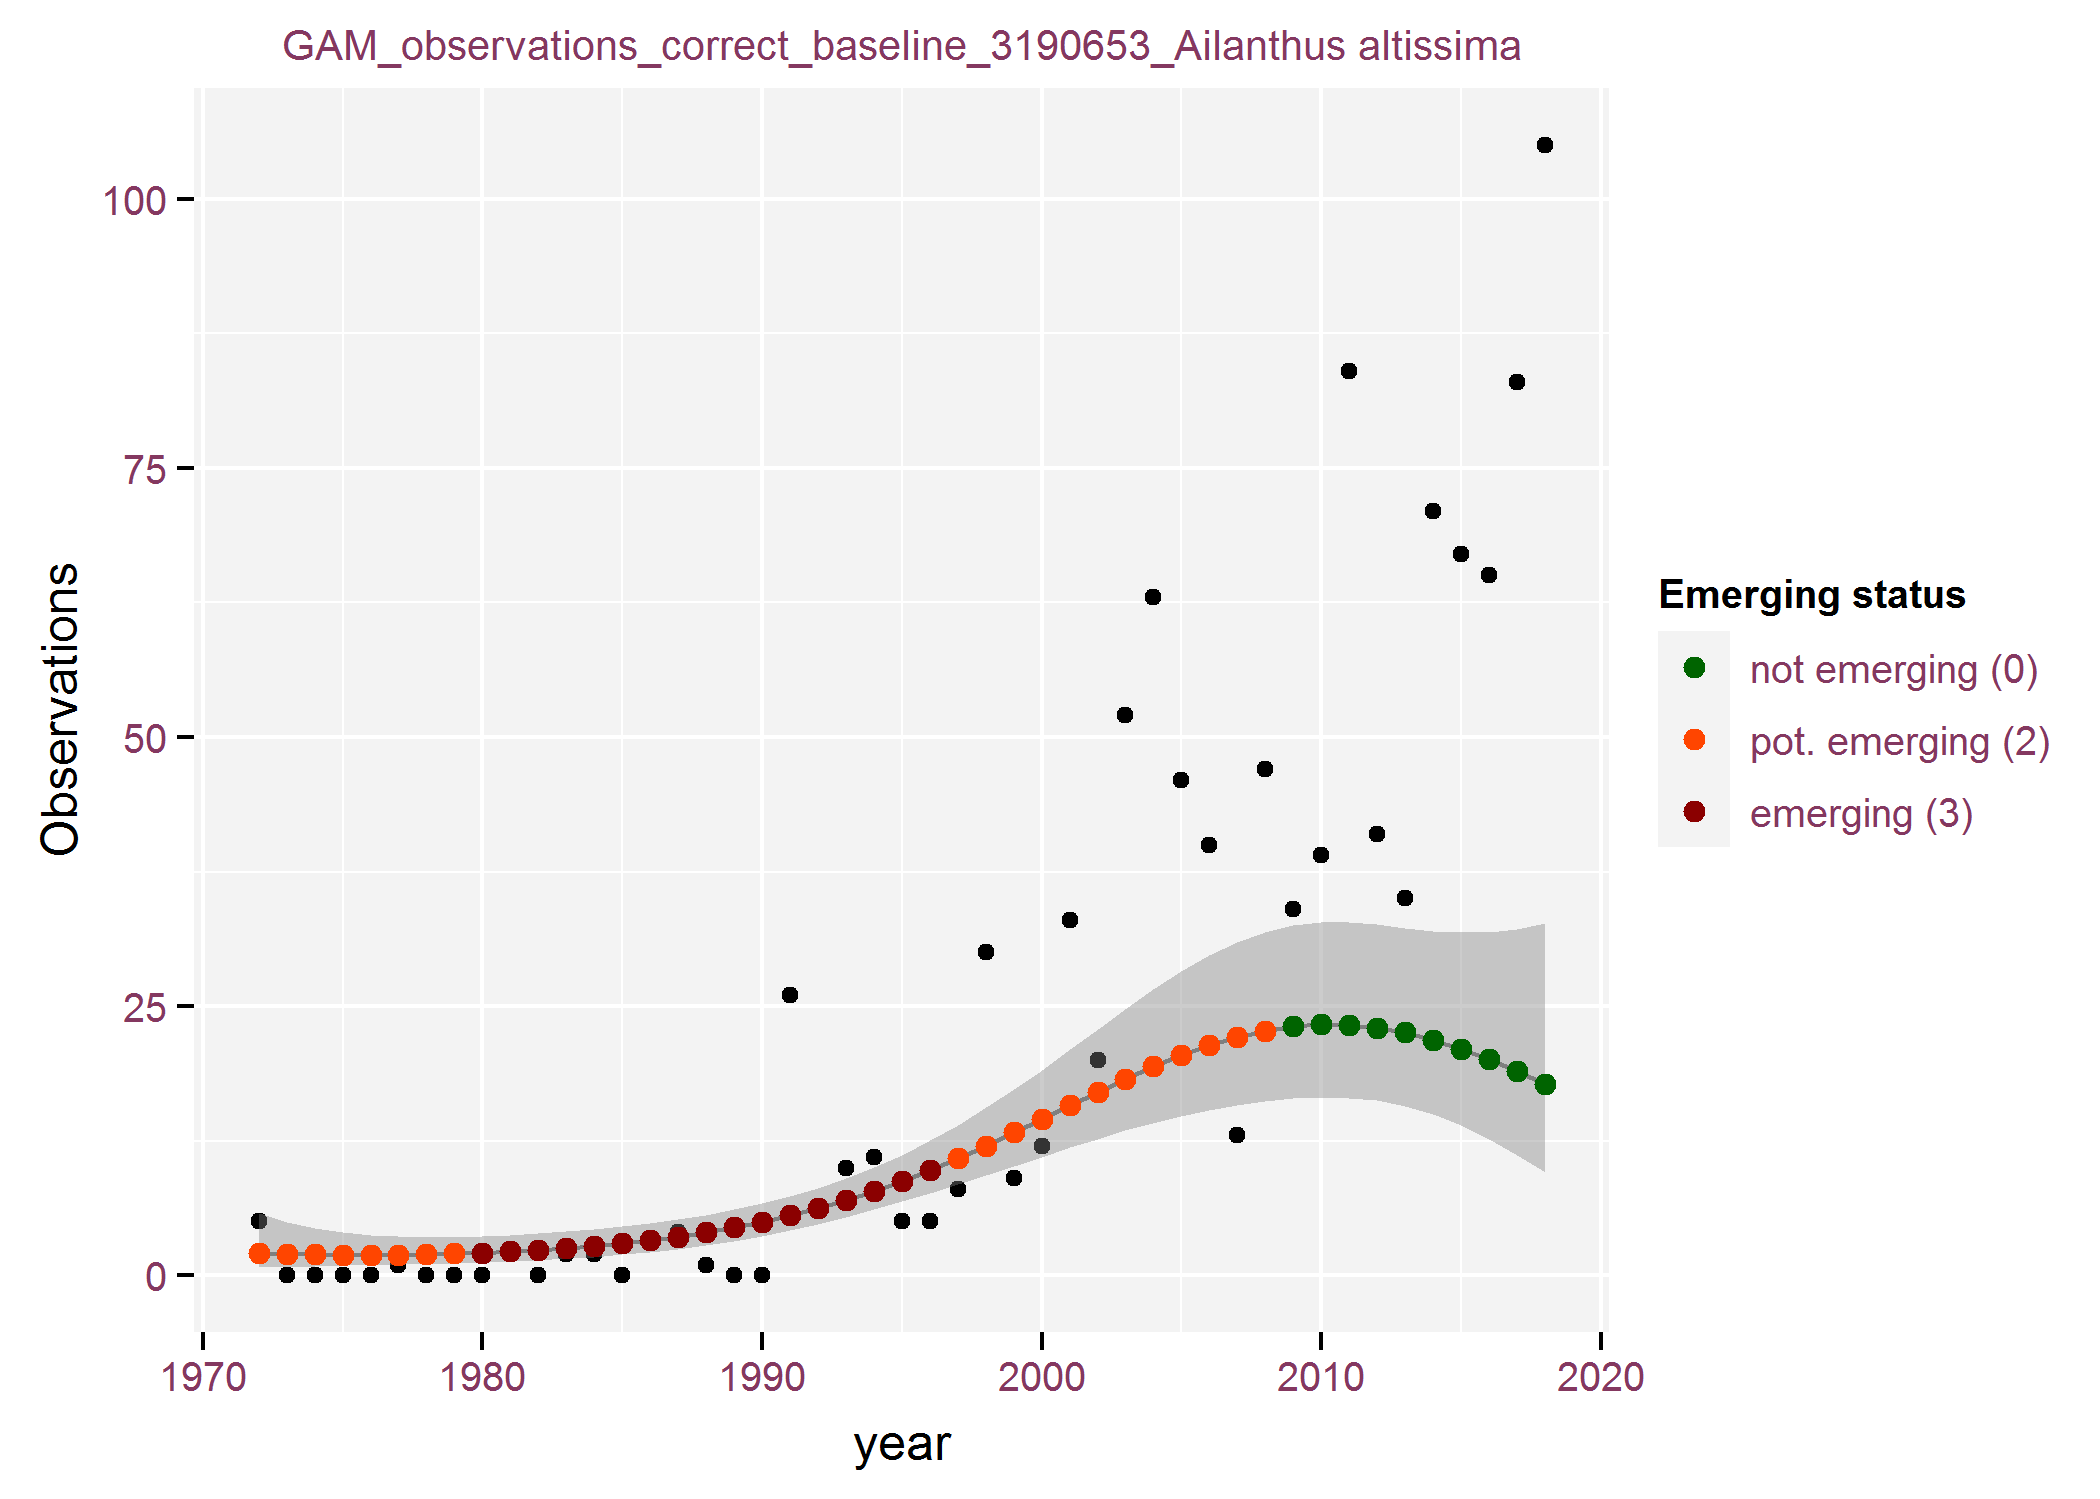 GAM_observations_correct_baseline_3190653_Ailanthus altissima
Observations
100
75
50
25
0
1970 1980 1990 2000 2010 2020
year
Emerging status
not emerging (0)
pot. emerging (2)
emerging (3)